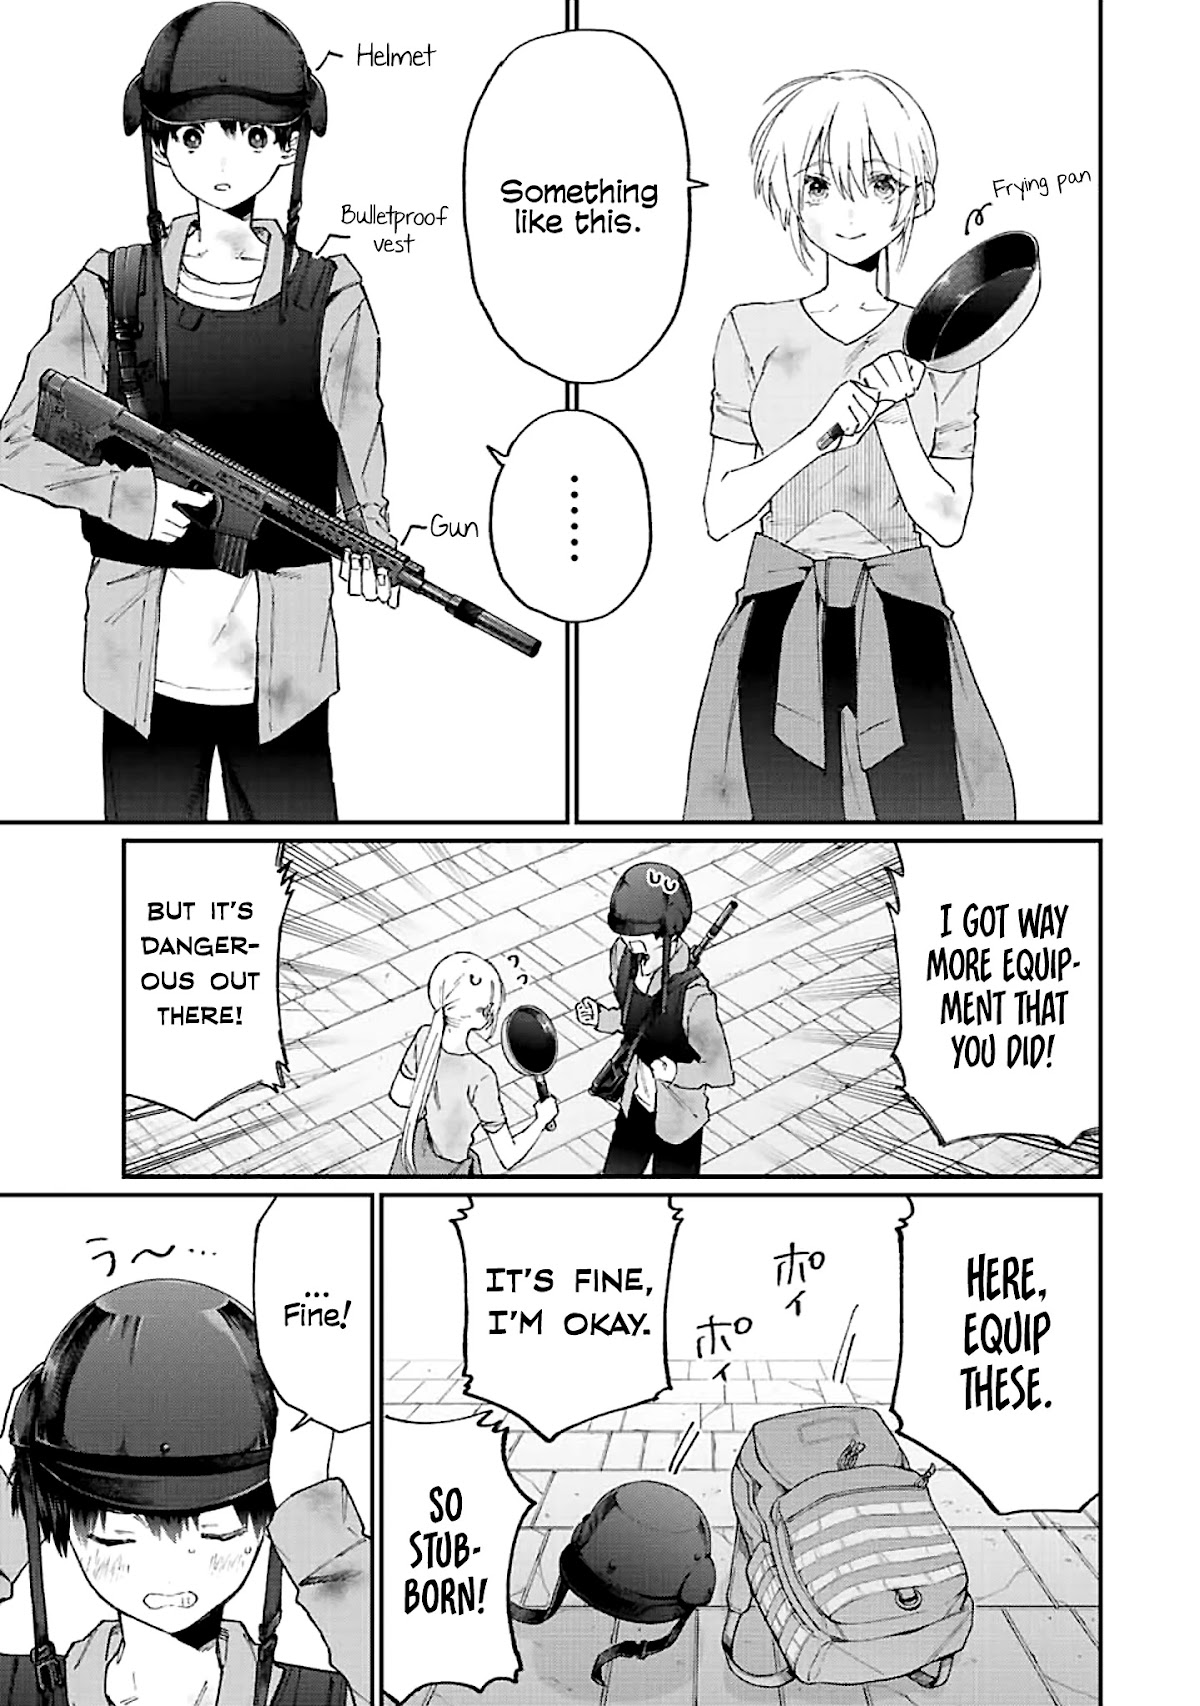 Frying pan
Something
like this.
Helmet
Bulletproof
vest
Gun
......
I GOT WAY
MORE EQUIP-
MENT THAT
YOU DID!
BUT IT'S
DANGER-
OUS OUT
THERE!
HERE,
EQUIP
THESE.
ポイ
ポイ
IT'S FINE,
I'M OKAY.
SO
STUB-
BORN!
...
Fine!
う〜…